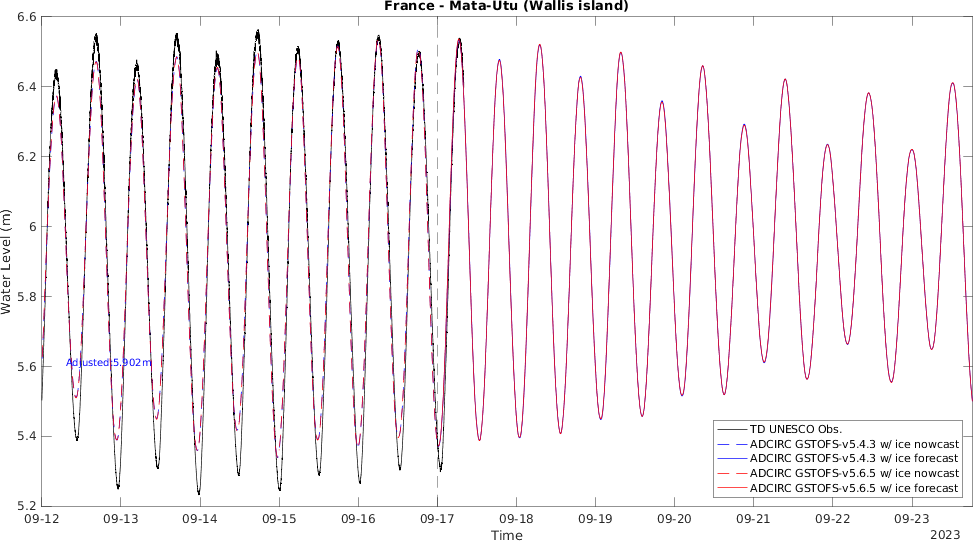 France - Mata-Utu (Wallis island)
6.6
6.4
6.2
6
5.8
5.6
5.4
5.2
Water Level (m)
Adjusted:5.902m
TD UNESCO Obs.
ADCIRC GSTOFS-v5.4.3 w/ ice nowcast
ADCIRC GSTOFS-v5.4.3 w/ ice forecast
ADCIRC GSTOFS-v5.6.5 w/ ice nowcast
ADCIRC GSTOFS-v5.6.5 w/ ice forecast
09-12 09-13 09-14 09-15 09-16 09-17 09-18 09-19 09-20 09-21 09-22 09-23
Time
2023